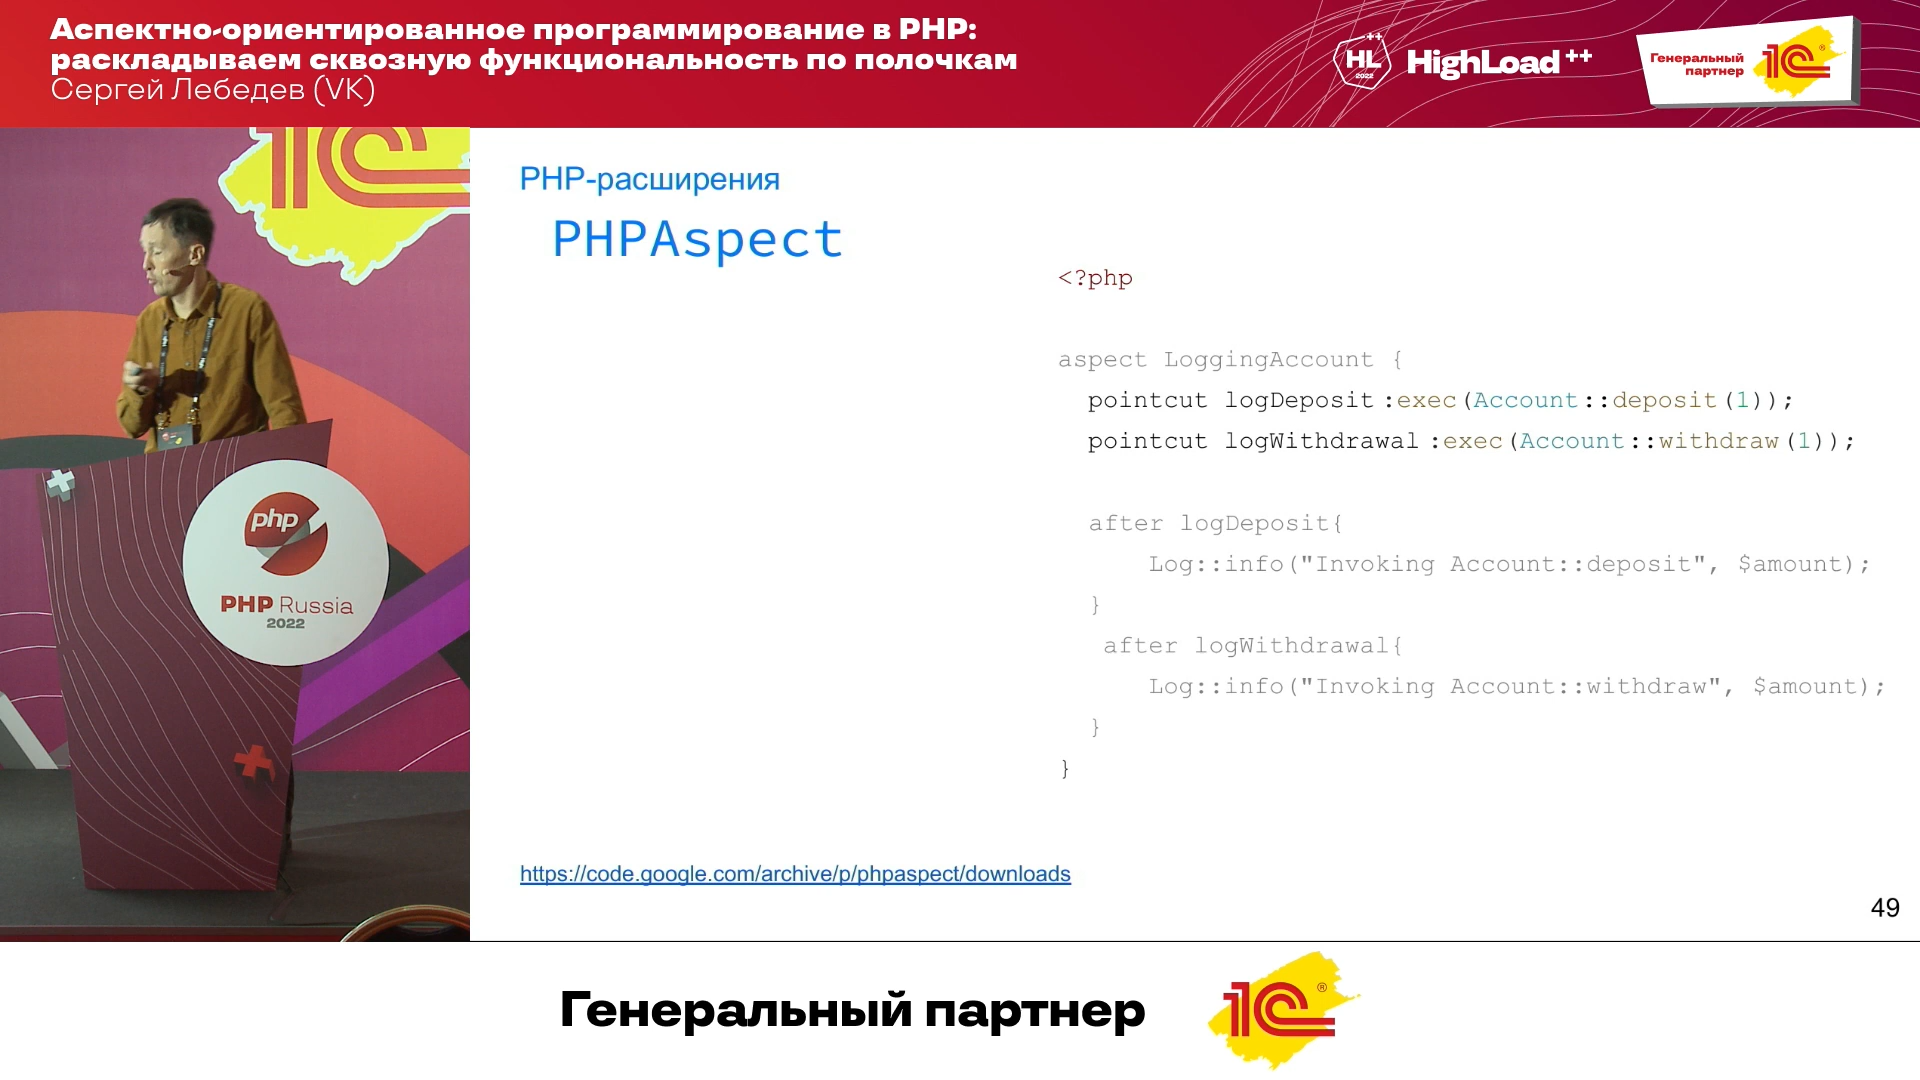 Аспектно-ориентированное программирование в PHP:
раскладываем сквозную функциональность по полочкам
Сергей Лебедев (VK)
HL++
2022
HighLoad++
Генеральный
партнер
1С®
PHP-расширения
PHPAspect
<?php
aspect LoggingAccount {
pointcut logDeposit :exec(Account::deposit(1));
pointcut logWithdrawal :exec(Account::withdraw(1));
after logDeposit{
Log::info("Invoking Account::deposit", $amount);
}
after logWithdrawal{
Log::info("Invoking Account::withdraw", $amount);
}
}
https://code.google.com/archive/p/phpaspect/downloads
49
1С
php
PHP Russia
2022
Генеральный партнер
1С®